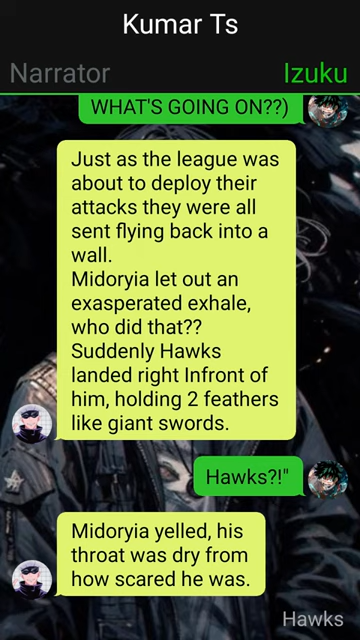 Kumar Ts
Narrator
Izuku
WHAT'S GOING ON??)
Just as the league was
about to deploy their
attacks they were all
sent flying back into a
wall.
Midoryia let out an
exasperated exhale,
who did that??
Suddenly Hawks
landed right Infront of
him, holding 2 feathers
like giant swords.
Hawks?!"
Midoryia yelled, his
throat was dry from
how scared he was.
Hawks